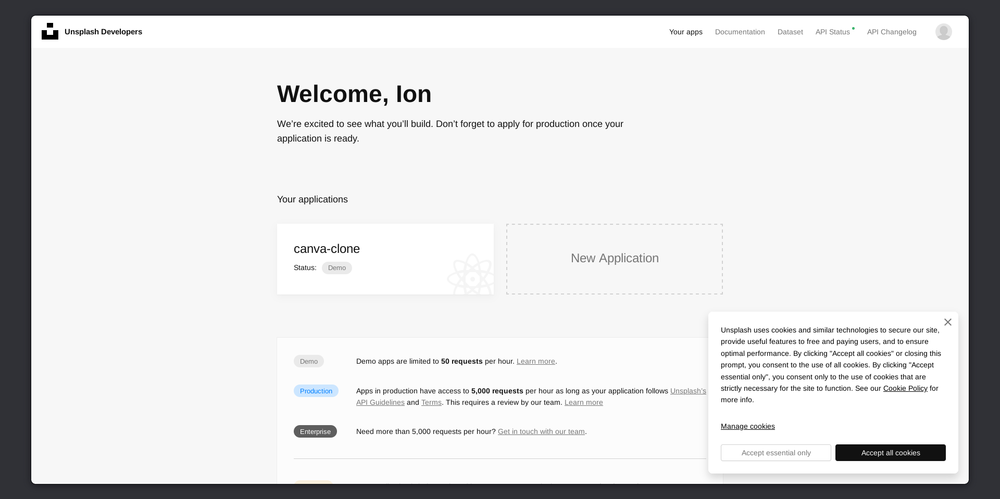 Unsplash Developers
Your apps
Documentation
Dataset
API Status
API Changelog
Welcome, Ion
We’re excited to see what you’ll build. Don’t forget to apply for production once your
application is ready.
Your applications
canva-clone
Status: Demo
New Application
Demo
Demo apps are limited to 50 requests per hour. Learn more.
Production
Apps in production have access to 5,000 requests per hour as long as your application follows Unsplash’s
API Guidelines and Terms. This requires a review by our team. Learn more
Enterprise
Need more than 5,000 requests per hour? Get in touch with our team.
Unsplash uses cookies and similar technologies to secure our site,
provide useful features to free and paying users, and to ensure
optimal performance. By clicking "Accept all cookies" or closing this
prompt, you consent to the use of all cookies. By clicking "Accept
essential only", you consent only to the use of cookies that are
strictly necessary for the site to function. See our Cookie Policy for
more info.
Manage cookies
Accept essential only
Accept all cookies